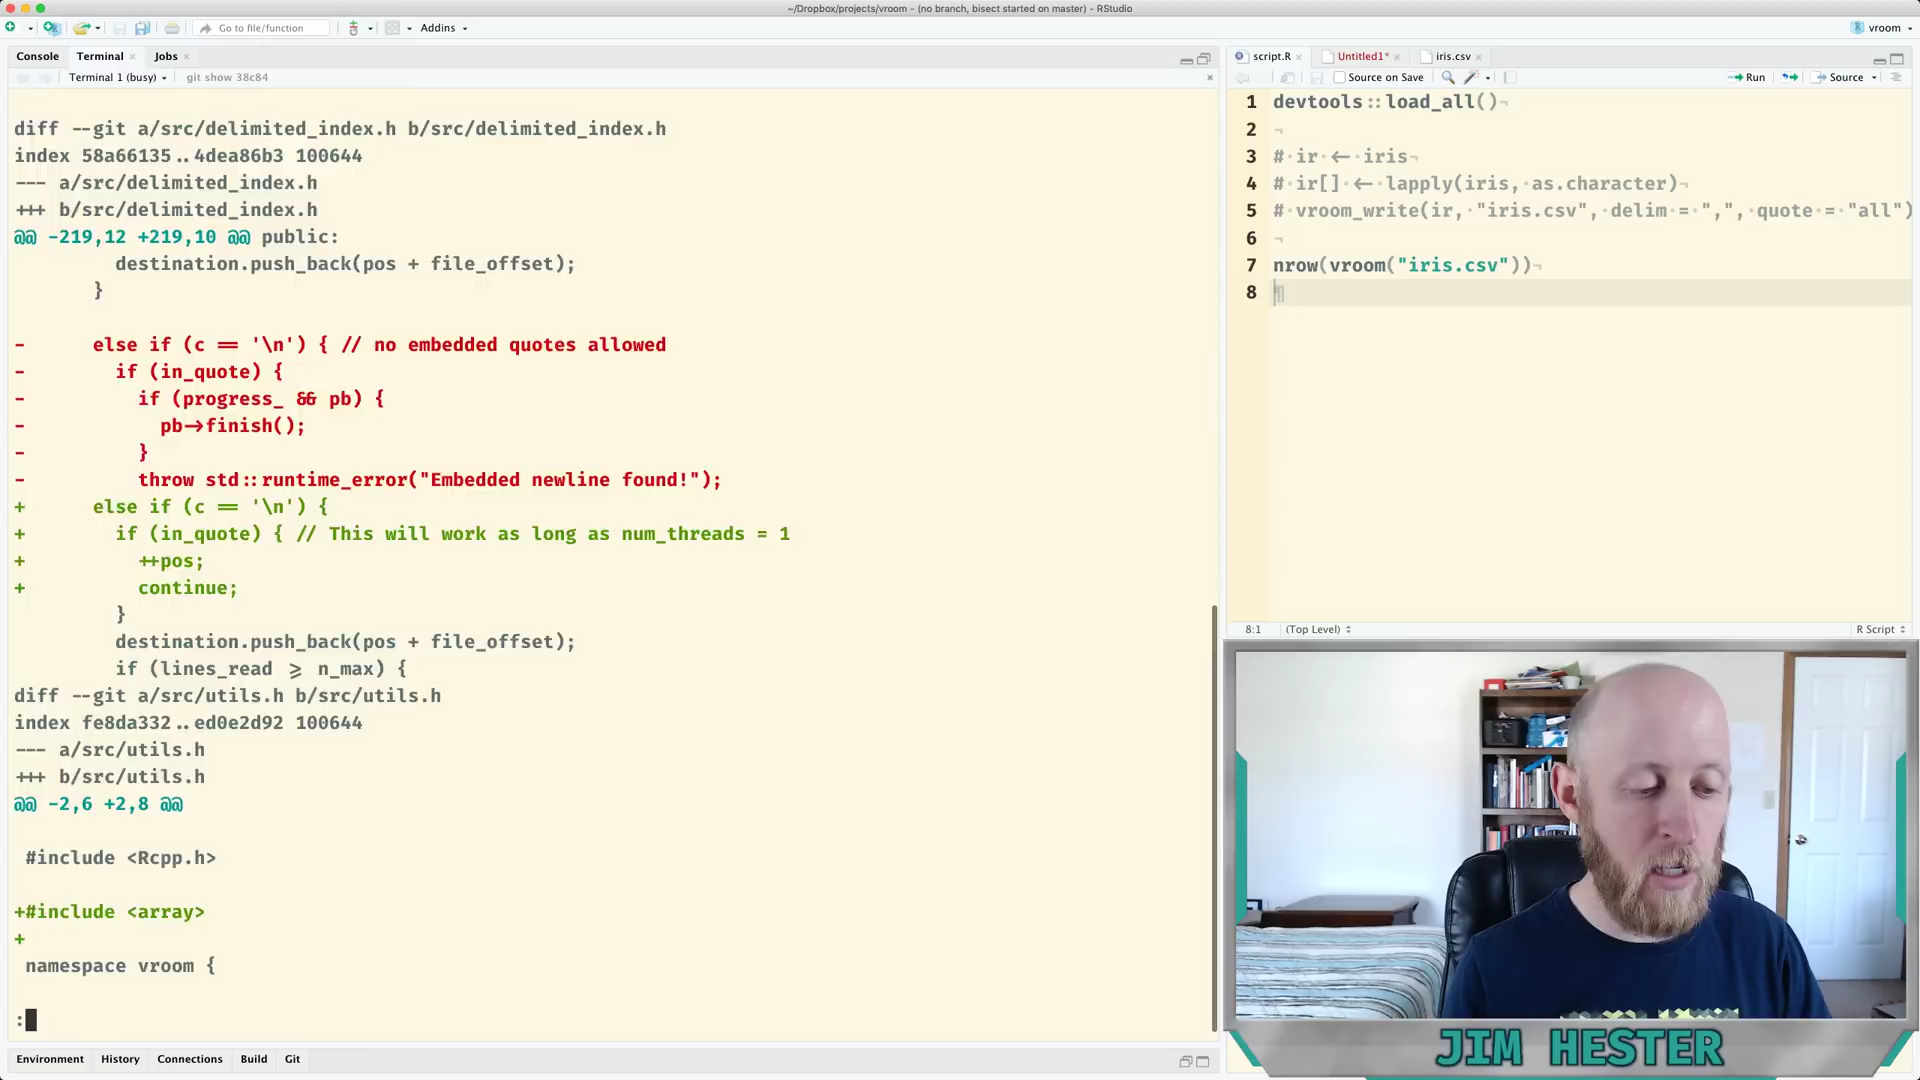 ~/Dropbox/projects/vroom - (no branch, bisect started on master) - RStudio
Go to file/function
Addins
vroom
Console
Terminal
Jobs
Terminal 1 (busy)
git show 38c84
diff --git a/src/delimited_index.h b/src/delimited_index.h
index 58a66135..4dea86b3 100644
--- a/src/delimited_index.h
+++ b/src/delimited_index.h
@@ -219,12 +219,10 @@ public:
destination.push_back(pos + file_offset);
}
- else if (c == '\n') { // no embedded quotes allowed
- if (in_quote) {
- if (progress_ && pb) {
- pb->finish();
- }
- throw std::runtime_error("Embedded newline found!");
+ else if (c == '\n') {
+ if (in_quote) { // This will work as long as num_threads = 1
+ ++pos;
+ continue;
}
destination.push_back(pos + file_offset);
if (lines_read >= n_max) {
diff --git a/src/utils.h b/src/utils.h
index fe8da332..ed0e2d92 100644
--- a/src/utils.h
+++ b/src/utils.h
@@ -2,6 +2,8 @@
#include <Rcpp.h>
+#include <array>
+
namespace vroom {
:
Environment
History
Connections
Build
Git
script.R
Untitled1*
iris.csv
Source on Save
Run
Source
1 devtools::load_all()¬
2 ¬
3 # ir <- iris¬
4 # ir[] <- lapply(iris, as.character)¬
5 # vroom_write(ir, "iris.csv", delim = ",", quote = "all")
6 ¬
7 nrow(vroom("iris.csv"))¬
8 ¶
8:1
(Top Level)
R Script
JIM HESTER